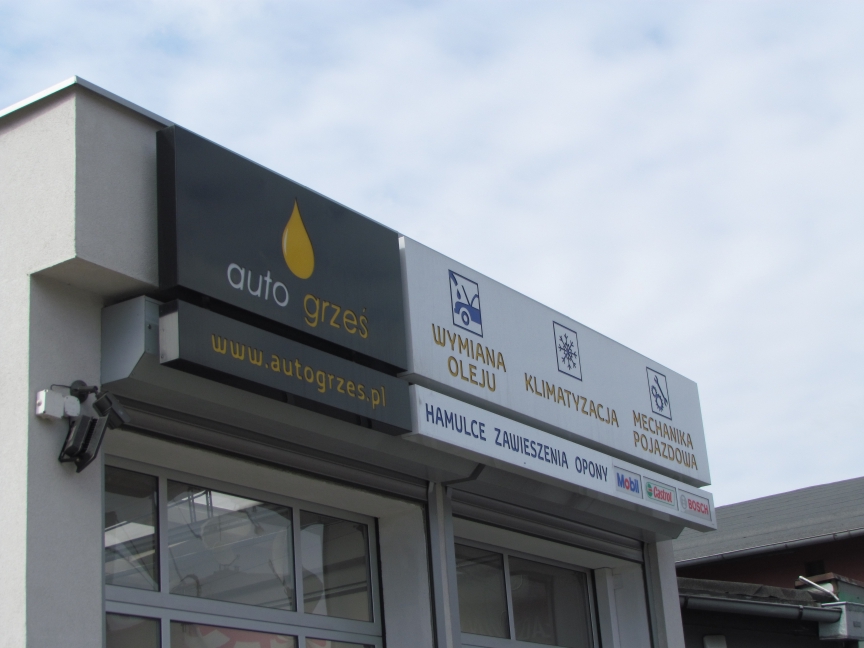 auto grześ
www.autogrzes.pl
WYMIANA
OLEJU
KLIMATYZACJA
MECHANIKA
POJAZDOWA
HAMULCE ZAWIESZENIA OPONY
Mobil
Castrol
BOSCH